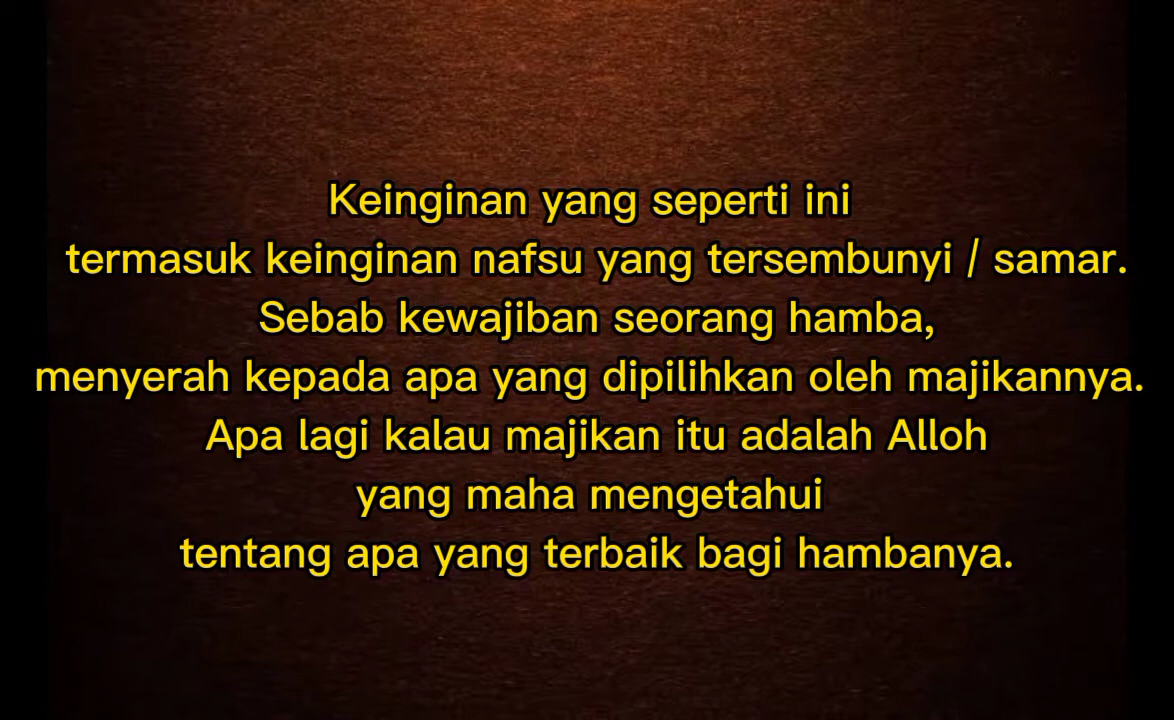 Keinginan yang seperti ini
termasuk keinginan nafsu yang tersembunyi / samar.
Sebab kewajiban seorang hamba,
menyerah kepada apa yang dipilihkan oleh majikannya.
Apa lagi kalau majikan itu adalah Alloh
yang maha mengetahui
tentang apa yang terbaik bagi hambanya.